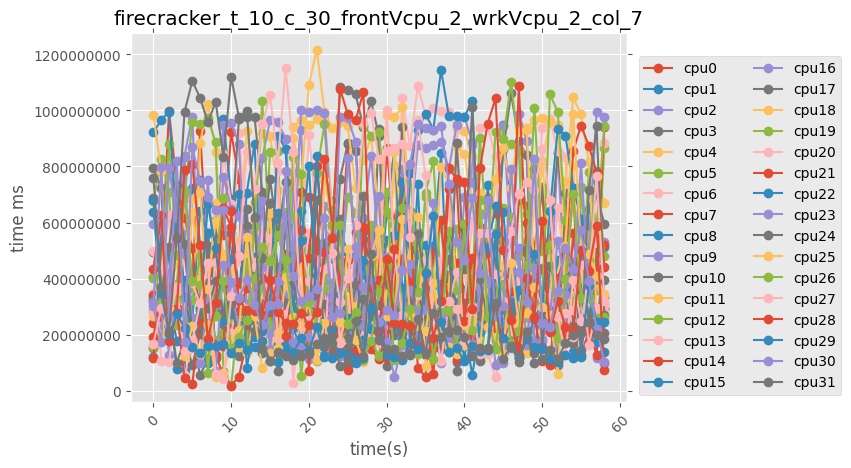 firecracker_t_10_c_30_frontVcpu_2_wrkVcpu_2_col_7
1200000000
1000000000
800000000
600000000
400000000
200000000
0
time ms
0
10
20
30
40
50
60
time(s)
cpu0
cpu1
cpu2
cpu3
cpu4
cpu5
cpu6
cpu7
cpu8
cpu9
cpu10
cpu11
cpu12
cpu13
cpu14
cpu15
cpu16
cpu17
cpu18
cpu19
cpu20
cpu21
cpu22
cpu23
cpu24
cpu25
cpu26
cpu27
cpu28
cpu29
cpu30
cpu31